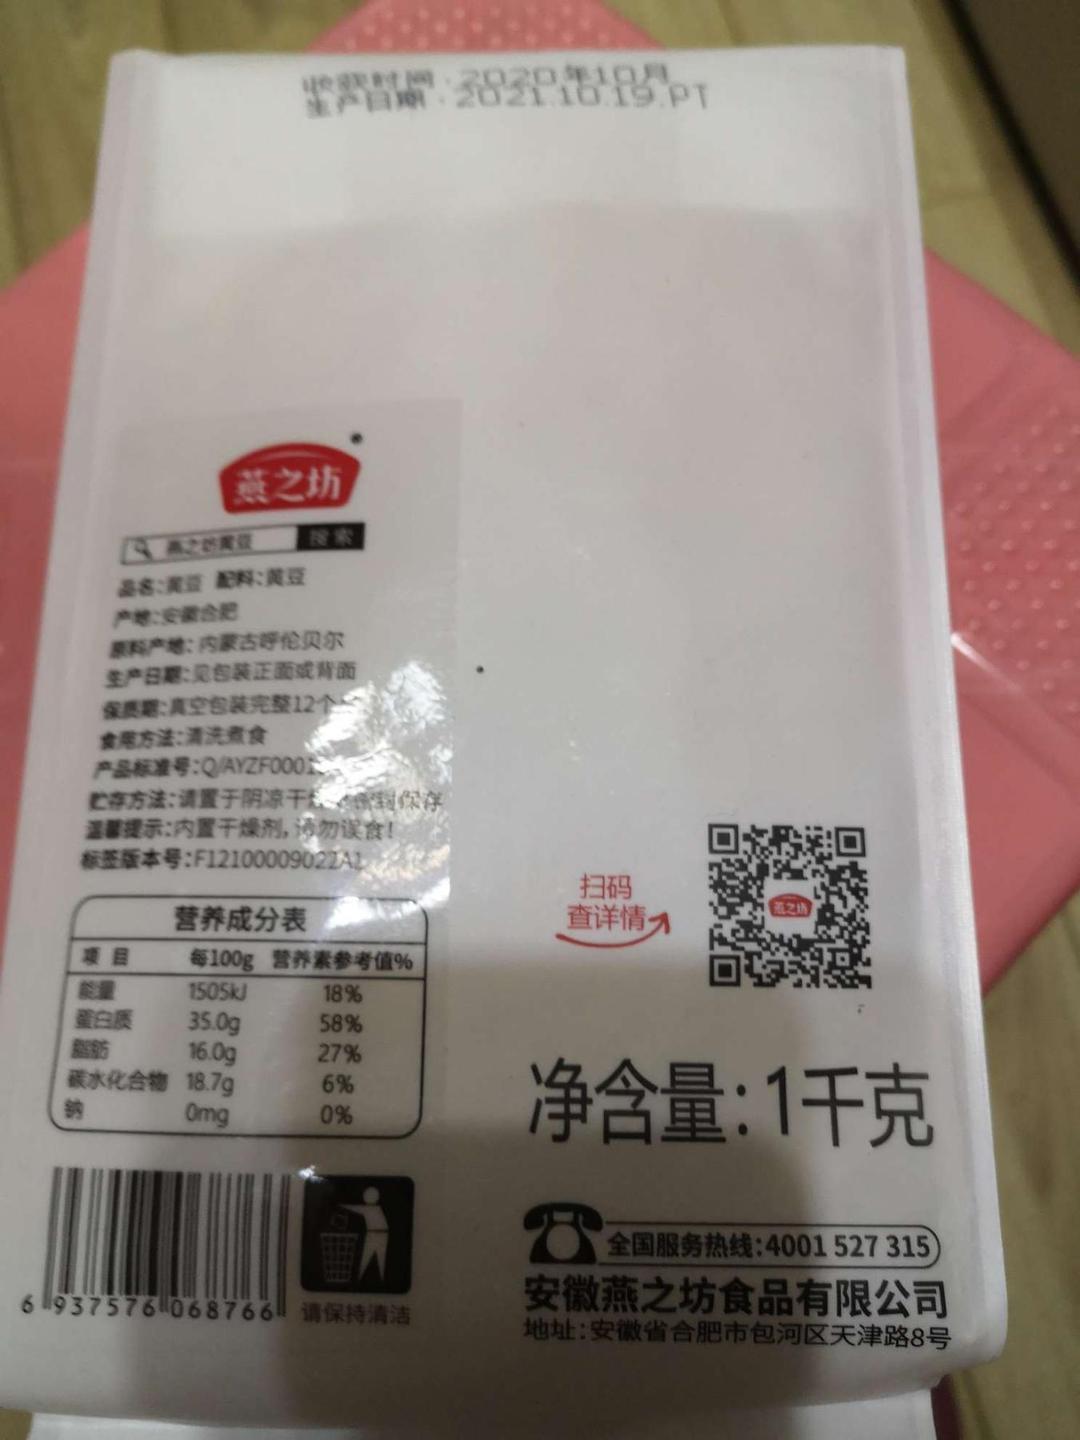 收获时间：2020年10月
生产日期：2021.10.19.PT
燕之坊
燕之坊黄豆 搜索
品名：黄豆 配料：黄豆
产地：安徽合肥
原料产地：内蒙古呼伦贝尔
生产日期：见包装正面或背面
保质期：真空包装完整12个
食用方法：清洗煮食
产品标准号：Q/AYZF0001
贮存方法：请置于阴凉干燥 密封保存
温馨提示：内置干燥剂，请勿误食！
标签版本号：F12100009022A1
营养成分表
项目 每100g 营养素参考值%
能量 1505kJ 18%
蛋白质 35.0g 58%
脂肪 16.0g 27%
碳水化合物 18.7g 6%
钠 0mg 0%
扫码
查详情
燕之坊
净含量：1千克
6 937576 068766
请保持清洁
全国服务热线：4001 527 315
安徽燕之坊食品有限公司
地址：安徽省合肥市包河区天津路8号